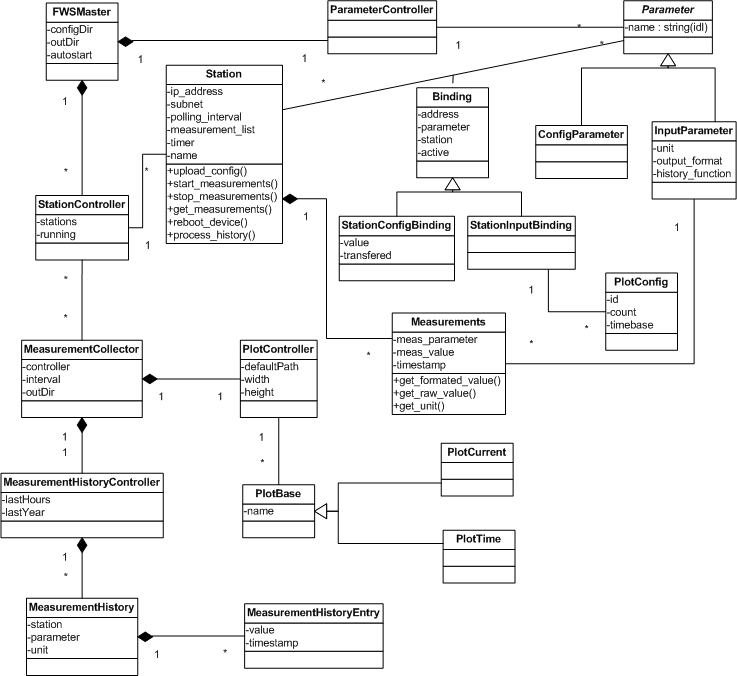 FWSMaster
-configDir
-outDir
-autostart
ParameterController
Parameter
-name : string(idl)
1
1
1
*
*
1
*
Station
-ip_address
-subnet
-polling_interval
-measurement_list
-timer
-name
+upload_config()
+start_measurements()
+stop_measurements()
+get_measurements()
+reboot_device()
+process_history()
Binding
-address
-parameter
-station
-active
ConfigParameter
InputParameter
-unit
-output_format
-history_function
*
*
StationController
-stations
-running
1
1
1
StationConfigBinding
-value
-transfered
StationInputBinding
*
*
1
*
PlotConfig
-id
-count
-timebase
Measurements
-meas_parameter
-meas_value
-timestamp
+get_formated_value()
+get_raw_value()
+get_unit()
*
*
MeasurementCollector
-controller
-interval
-outDir
PlotController
-defaultPath
-width
-height
1
1
1
1
1
*
MeasurementHistoryController
-lastHours
-lastYear
PlotBase
-name
PlotCurrent
PlotTime
1
*
MeasurementHistory
-station
-parameter
-unit
MeasurementHistoryEntry
-value
-timestamp
1
*